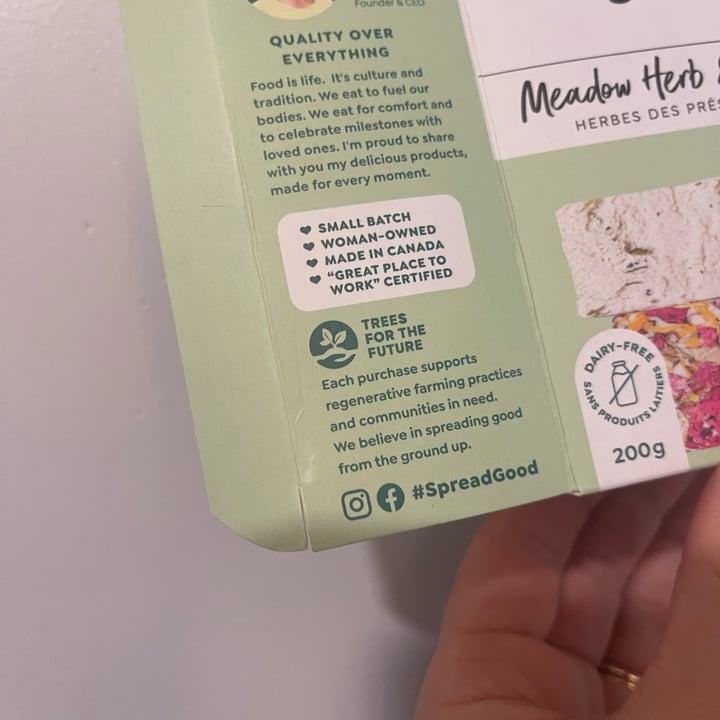 Founder & CEO
QUALITY OVER
EVERYTHING
Food is life. It's culture and
tradition. We eat to fuel our
bodies. We eat for comfort and
to celebrate milestones with
loved ones. I'm proud to share
with you my delicious products,
made for every moment.
SMALL BATCH
WOMAN-OWNED
MADE IN CANADA
"GREAT PLACE TO
WORK" CERTIFIED
TREES
FOR THE
FUTURE
Each purchase supports
regenerative farming practices
and communities in need.
We believe in spreading good
from the ground up.
#SpreadGood
Meadow Herb
HERBES DES PRÉS
DAIRY-FREE
SANS PRODUITS LAITIERS
200g